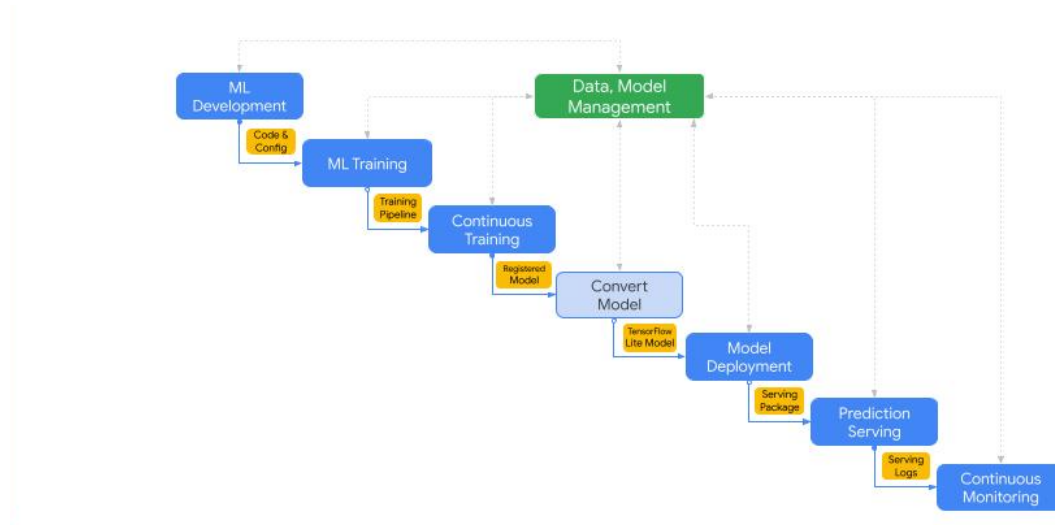 ML
Development
Data, Model
Management
Code &
Config
ML Training
Training
Pipeline
Continuous
Training
Registered
Model
Convert
Model
TensorFlow
Lite Model
Model
Deployment
Serving
Package
Prediction
Serving
Serving
Logs
Continuous
Monitoring